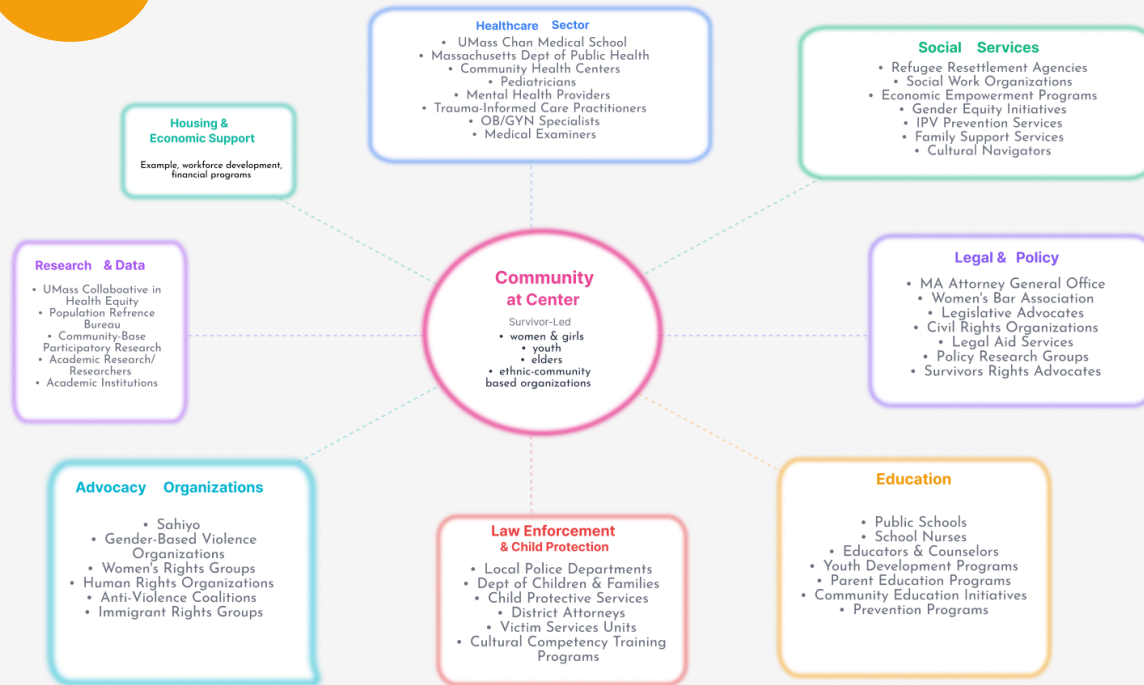 Healthcare Sector
• UMass Chan Medical School
• Massachusetts Dept of Public Health
• Community Health Centers
• Pediatricians
• Mental Health Providers
• Trauma-Informed Care Practitioners
• OB/GYN Specialists
• Medical Examiners
Social Services
• Refugee Resettlement Agencies
• Social Work Organizations
• Economic Empowerment Programs
• Gender Equity Initiatives
• IPV Prevention Services
• Family Support Services
• Cultural Navigators
Housing &
Economic Support
Example, workforce development,
financial programs
Research & Data
• UMass Collaboative in
Health Equity
• Population Refrence
Bureau
• Community-Base
Participatory Research
• Academic Research/
Researchers
• Academic Institutions
Community
at Center
Survivor-Led
• women & girls
• youth
• elders
• ethnic-community
based organizations
Legal & Policy
• MA Attorney General Office
• Women's Bar Association
• Legislative Advocates
• Civil Rights Organizations
• Legal Aid Services
• Policy Research Groups
• Survivors Rights Advocates
Advocacy Organizations
• Sahiyo
• Gender-Based Violence
Organizations
• Women's Rights Groups
• Human Rights Organizations
• Anti-Violence Coalitions
• Immigrant Rights Groups
Law Enforcement
& Child Protection
• Local Police Departments
• Dept of Children & Families
• Child Protective Services
• District Attorneys
• Victim Services Units
• Cultural Competency Training
Programs
Education
• Public Schools
• School Nurses
• Educators & Counselors
• Youth Development Programs
• Parent Education Programs
• Community Education Initiatives
• Prevention Programs